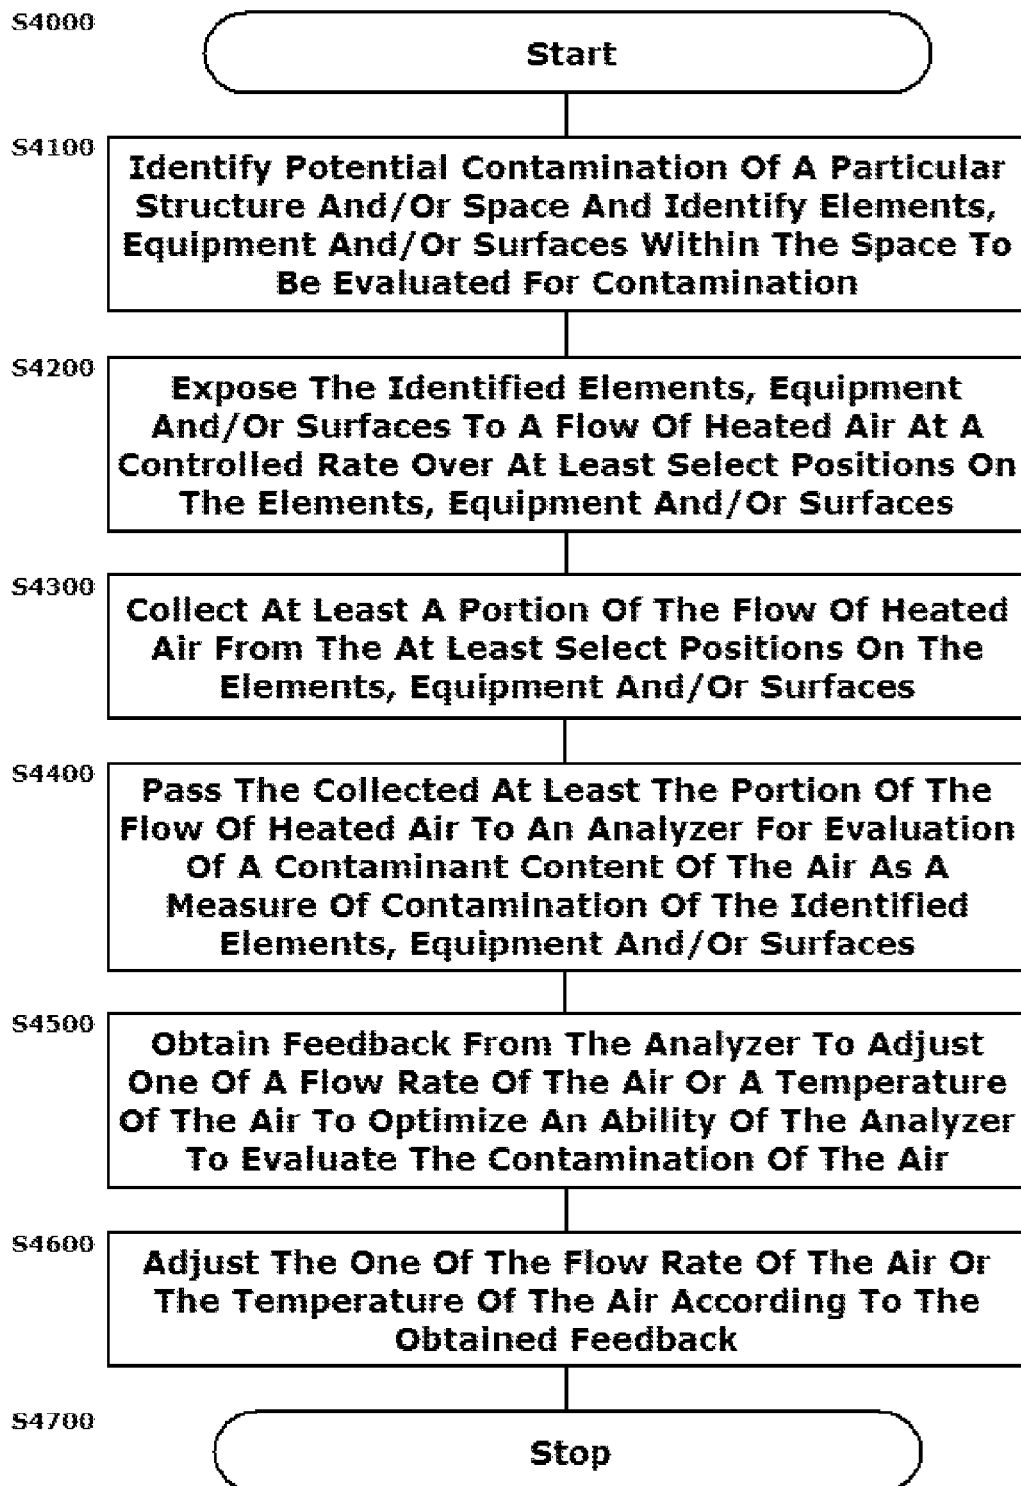 S4000
Start
S4100
Identify Potential Contamination Of A Particular
Structure And/Or Space And Identify Elements,
Equipment And/Or Surfaces Within The Space To
Be Evaluated For Contamination
S4200
Expose The Identified Elements, Equipment
And/Or Surfaces To A Flow Of Heated Air At A
Controlled Rate Over At Least Select Positions On
The Elements, Equipment And/Or Surfaces
S4300
Collect At Least A Portion Of The Flow Of Heated
Air From The At Least Select Positions On The
Elements, Equipment And/Or Surfaces
S4400
Pass The Collected At Least The Portion Of The
Flow Of Heated Air To An Analyzer For Evaluation
Of A Contaminant Content Of The Air As A
Measure Of Contamination Of The Identified
Elements, Equipment And/Or Surfaces
S4500
Obtain Feedback From The Analyzer To Adjust
One Of A Flow Rate Of The Air Or A Temperature
Of The Air To Optimize An Ability Of The Analyzer
To Evaluate The Contamination Of The Air
S4600
Adjust The One Of The Flow Rate Of The Air Or
The Temperature Of The Air According To The
Obtained Feedback
S4700
Stop